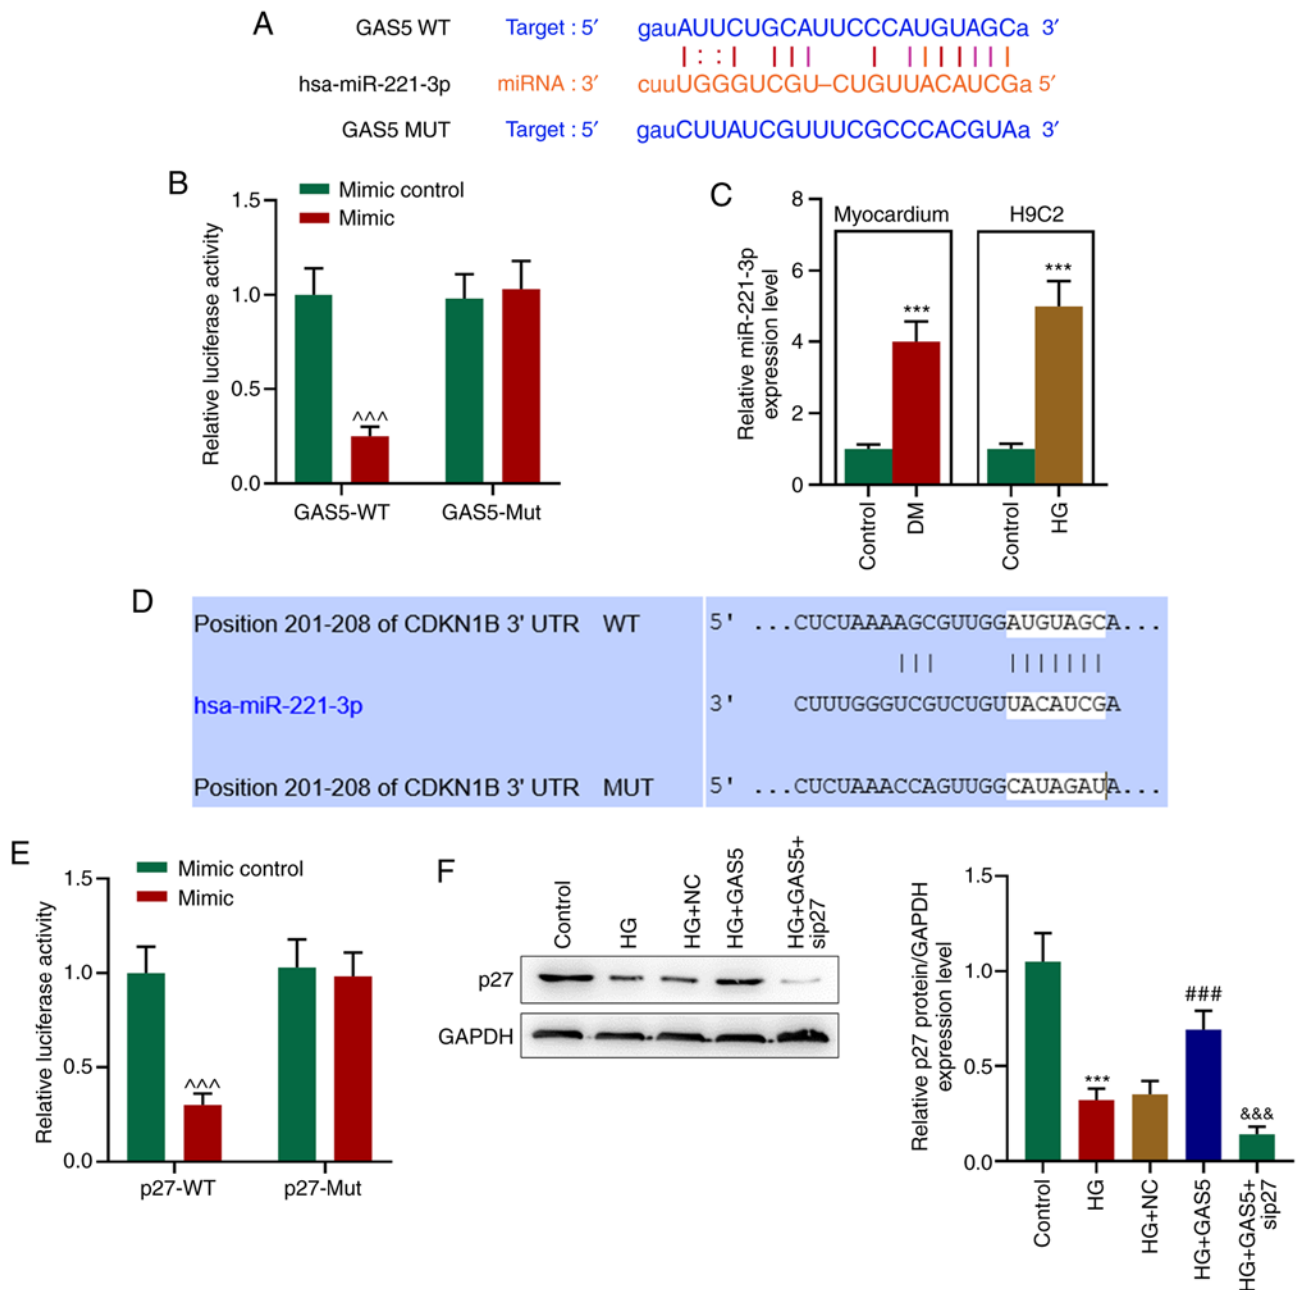 A
GAS5 WT Target : 5′ gauAUUCUGCAUUCCCAUGUAGCa 3′
hsa-miR-221-3p miRNA : 3′ cuuUGGGUCGU–CUGUUACAUCGa 5′
GAS5 MUT Target : 5′ gauCUUAUCGUUUCGCCCACGUAa 3′
B
Mimic control
Mimic
Relative luciferase activity
1.5
1.0
0.5
0.0
^^^
GAS5-WT GAS5-Mut
C
Relative miR-221-3p
expression level
8
6
4
2
0
Myocardium H9C2
***
***
Control DM Control HG
D
Position 201-208 of CDKN1B 3' UTR WT 5' ...CUCUAAAAGCGUUGGAUGUAGCA...
hsa-miR-221-3p 3' CUUUGGGUCGUCUGUUACAUCGA
Position 201-208 of CDKN1B 3' UTR MUT 5' ...CUCUAAACCAGUUGGCAUAGAUA...
E
Mimic control
Mimic
Relative luciferase activity
1.5
1.0
0.5
0.0
^^^
p27-WT p27-Mut
F
Control HG HG+NC HG+GAS5 HG+GAS5+
sip27
p27
GAPDH
Relative p27 protein/GAPDH
expression level
1.5
1.0
0.5
0.0
***
###
&&&
Control HG HG+NC HG+GAS5 HG+GAS5+
sip27